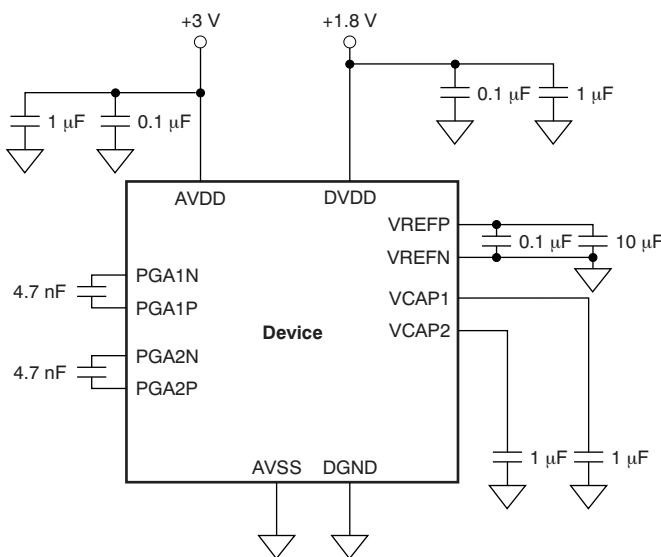 +3 V
+1.8 V
1 μF
0.1 μF
0.1 μF
1 μF
AVDD
DVDD
VREFP
0.1 μF
10 μF
VREFN
PGA1N
4.7 nF
PGA1P
VCAP1
Device
VCAP2
PGA2N
4.7 nF
PGA2P
1 μF
1 μF
AVSS
DGND